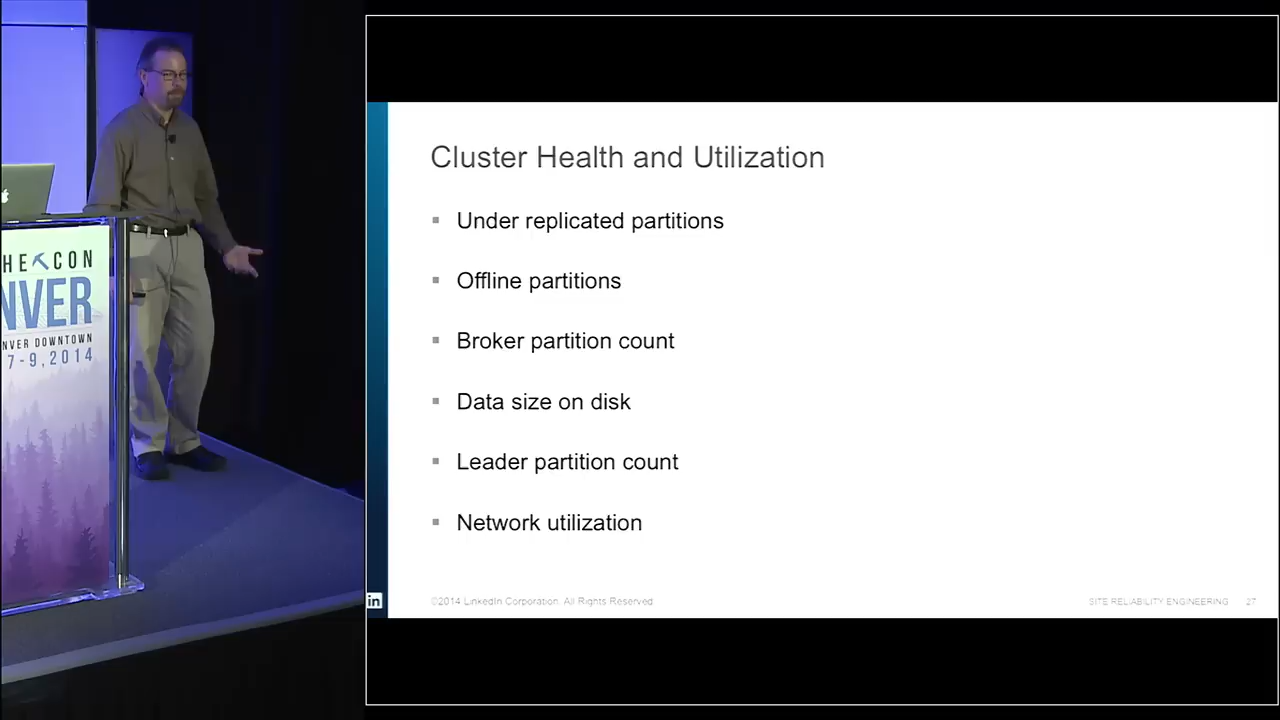 HE CON
NVER
NVER DOWNTOWN
7-9, 2014
Cluster Health and Utilization
Under replicated partitions
Offline partitions
Broker partition count
Data size on disk
Leader partition count
Network utilization
in
©2014 LinkedIn Corporation. All Rights Reserved
SITE RELIABILITY ENGINEERING 27